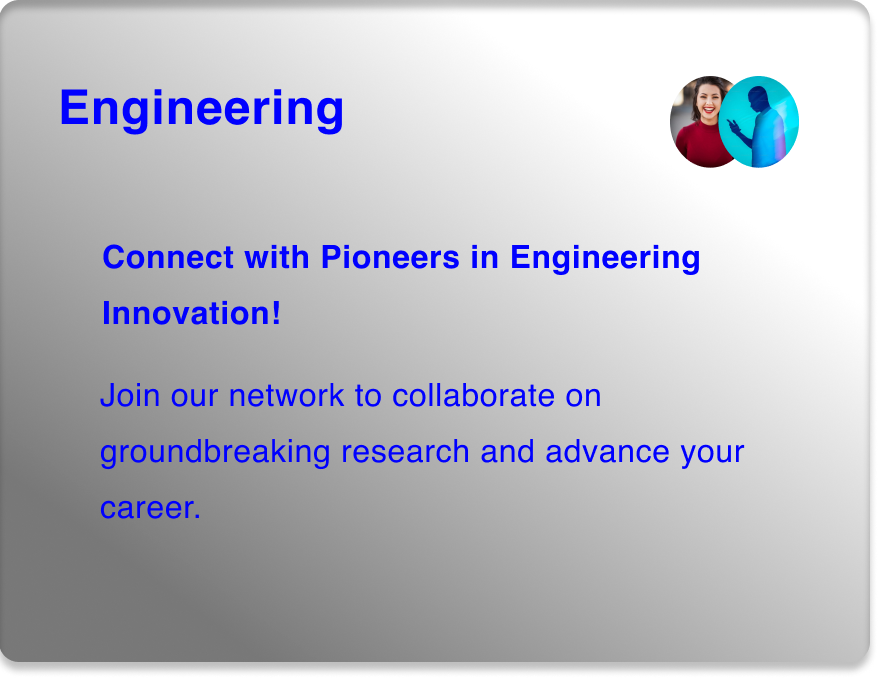 Engineering
Connect with Pioneers in Engineering
Innovation!
Join our network to collaborate on
groundbreaking research and advance your
career.